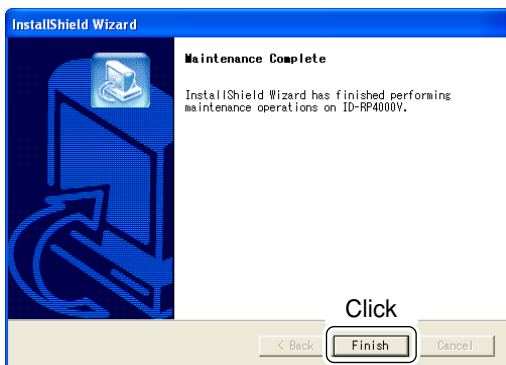 InstallShield Wizard
Maintenance Complete
InstallShield Wizard has finished performing
maintenance operations on ID-RP4000V.
Click
< Back
Finish
Cancel